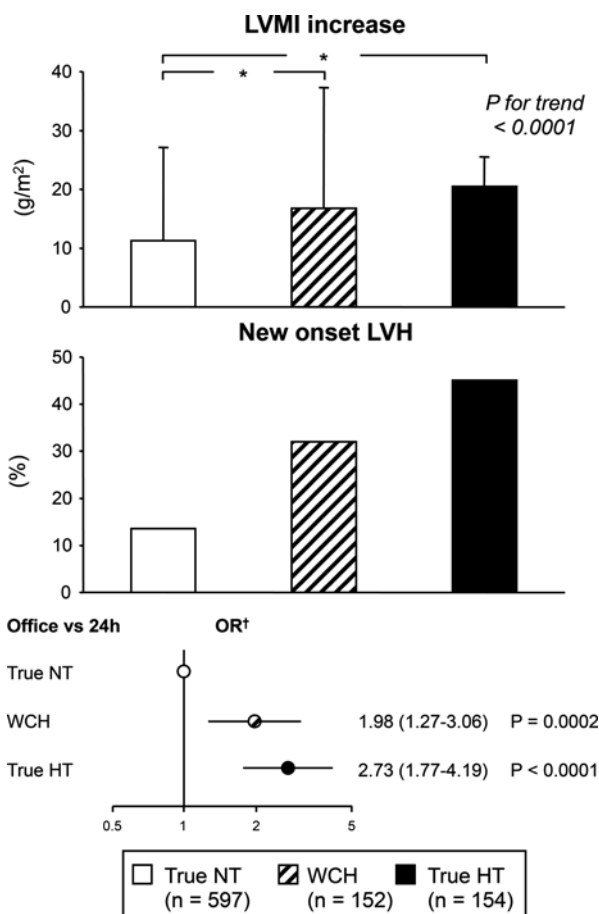 LVMI increase
*
*
40
30
20
10
0
(g/m²)
P for trend
< 0.0001
New onset LVH
50
40
30
20
10
0
(%)
Office vs 24h OR†
True NT
WCH 1.98 (1.27-3.06) P = 0.0002
True HT 2.73 (1.77-4.19) P < 0.0001
0.5 1 2 5
True NT WCH True HT
(n = 597) (n = 152) (n = 154)